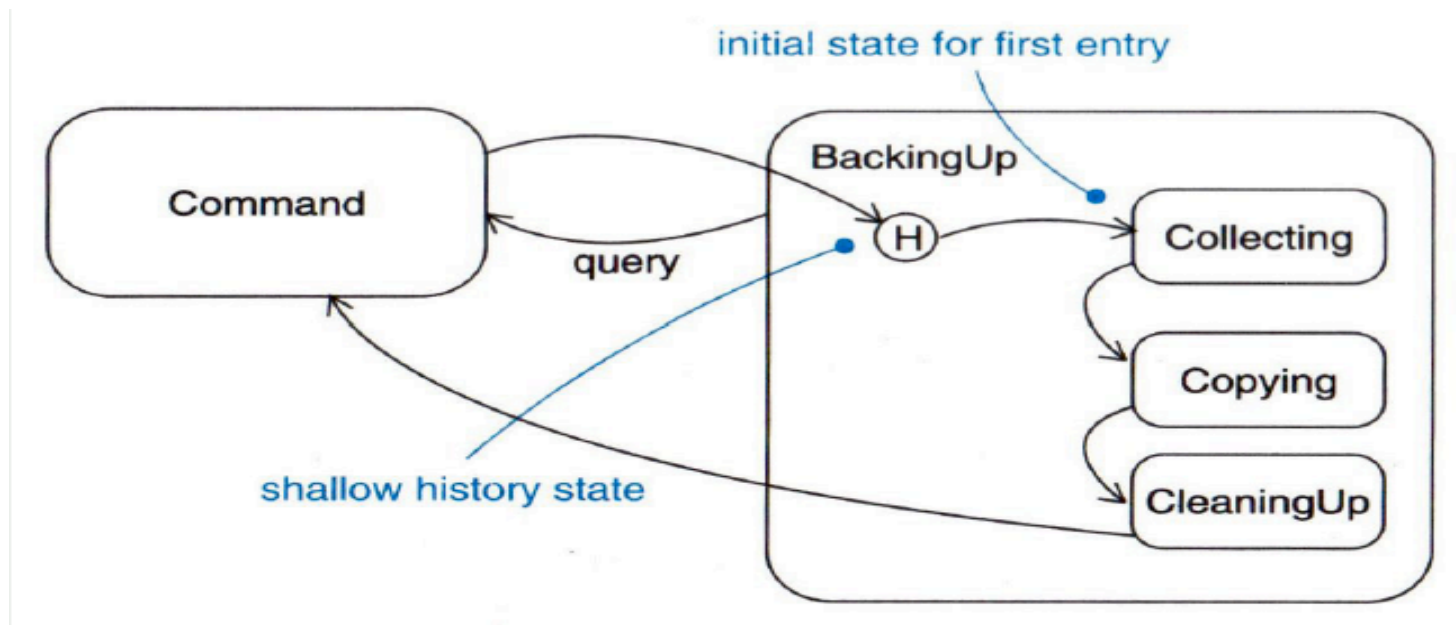 initial state for first entry
BackingUp
Command
H
Collecting
query
Copying
shallow history state
CleaningUp